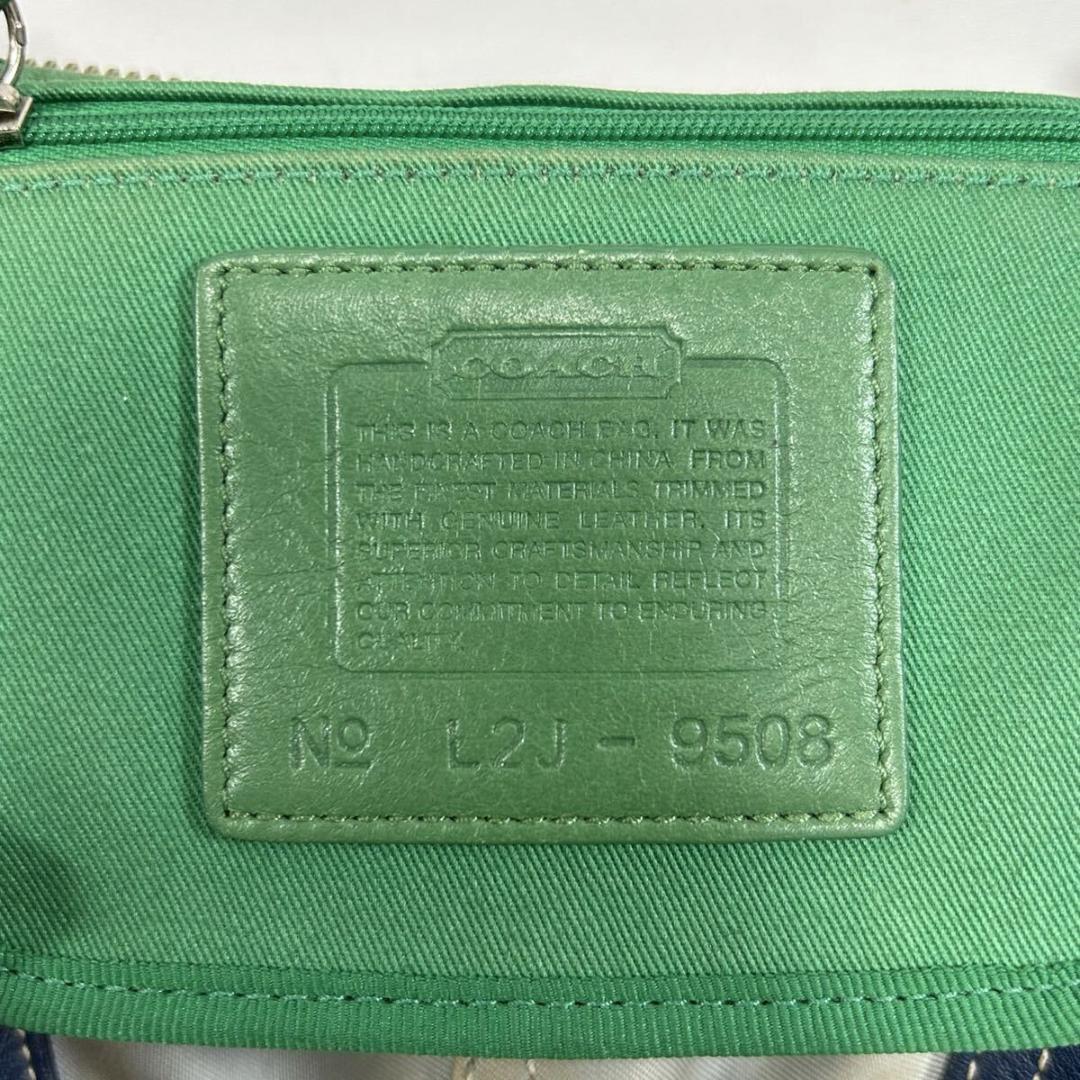 COACH
THIS IS A COACH BAG. IT WAS
HANDCRAFTED IN CHINA FROM
THE FINEST MATERIALS TRIMMED
WITH GENUINE LEATHER. ITS
SUPERIOR CRAFTSMANSHIP AND
ATTENTION TO DETAIL REFLECT
OUR COMMITMENT TO ENDURING
QUALITY.
No L2J - 9508